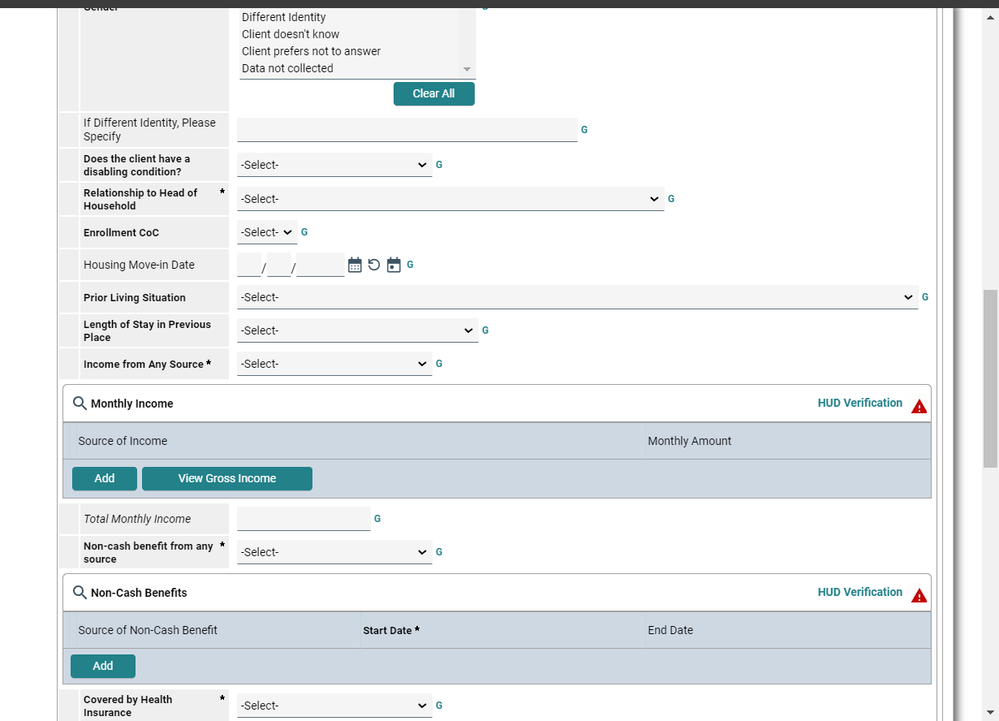 Gender
Different Identity
Client doesn't know
Client prefers not to answer
Data not collected
G
Clear All
If Different Identity, Please
Specify
G
Does the client have a
disabling condition?
-Select-
G
Relationship to Head of
Household
*
-Select-
G
Enrollment CoC
-Select-
G
Housing Move-in Date
/ /
G
Prior Living Situation
-Select-
G
Length of Stay in Previous
Place
-Select-
G
Income from Any Source *
-Select-
G
Monthly Income
HUD Verification
Source of Income
Monthly Amount
Add
View Gross Income
Total Monthly Income
G
Non-cash benefit from any
source
*
-Select-
G
Non-Cash Benefits
HUD Verification
Source of Non-Cash Benefit
Start Date *
End Date
Add
Covered by Health
Insurance
*
-Select-
G